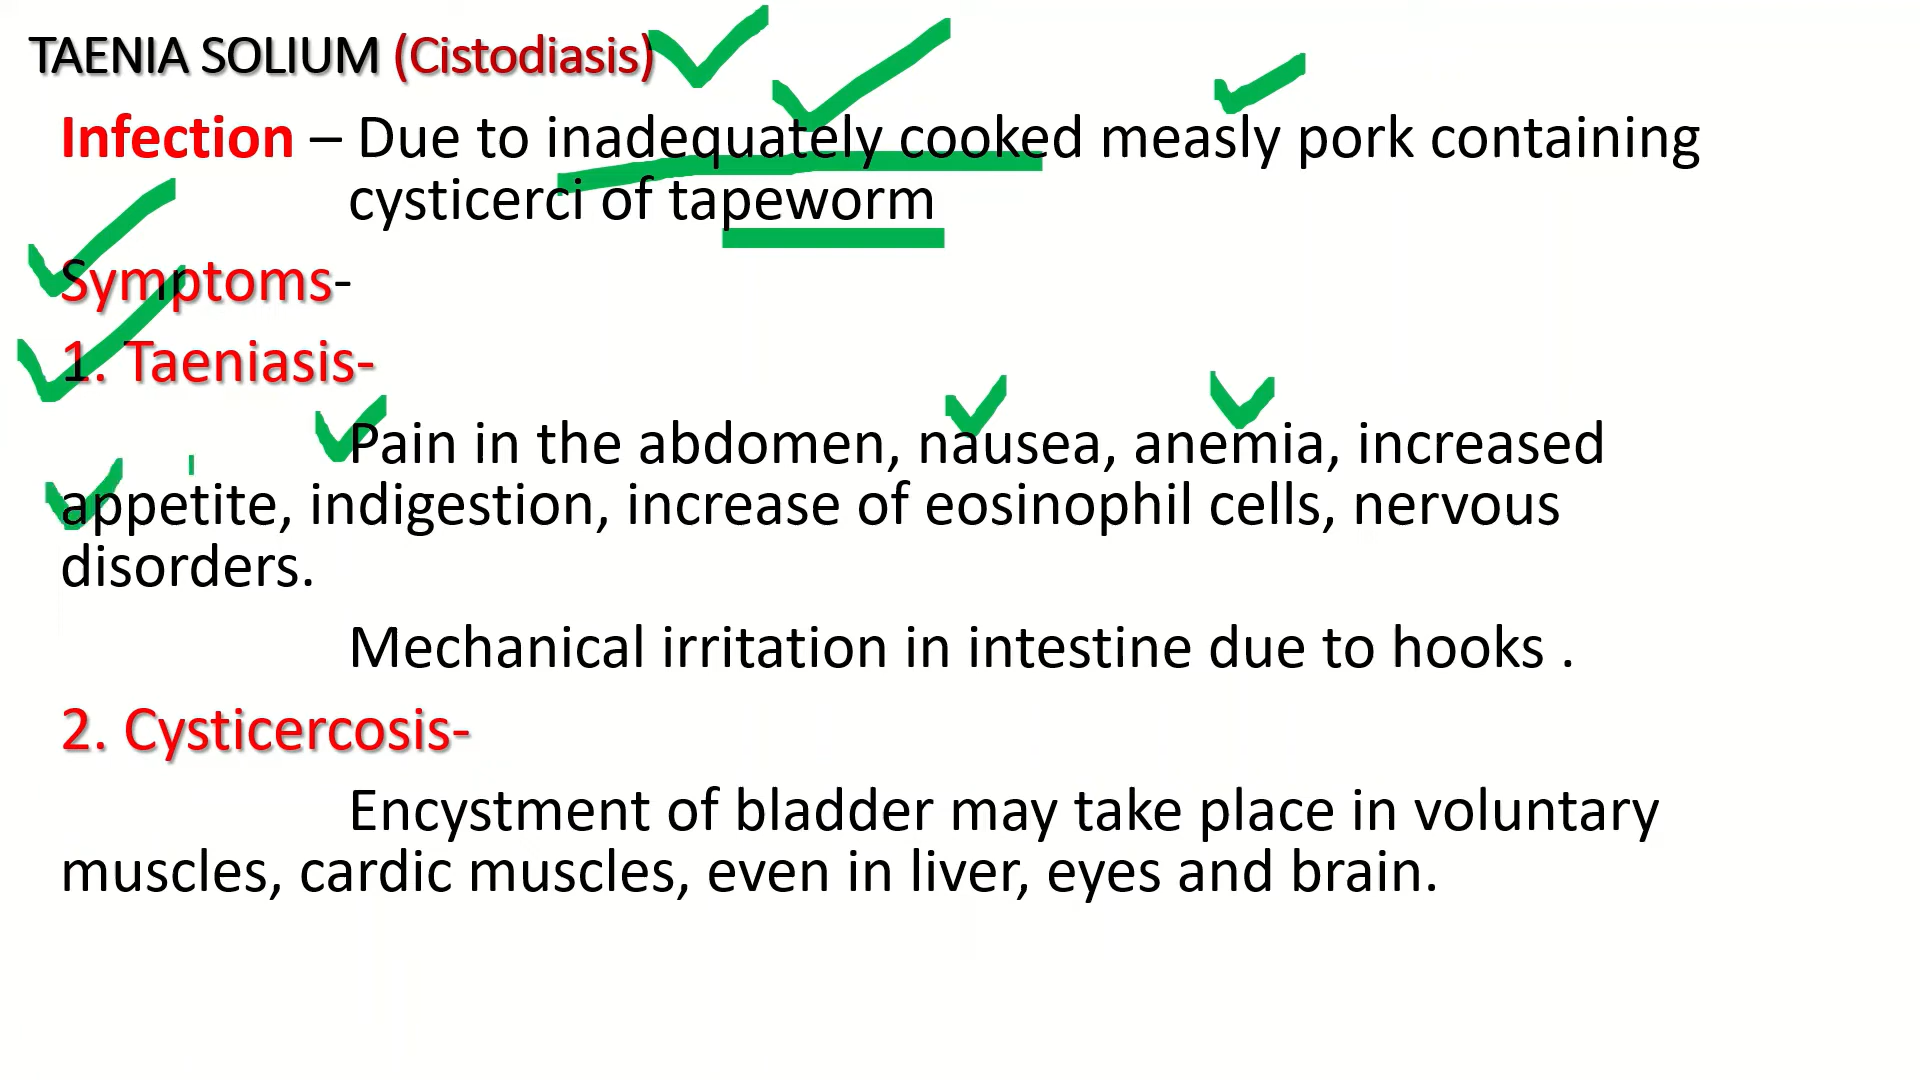 TAENIA SOLIUM (Cistodiasis)
Infection – Due to inadequately cooked measly pork containing
cysticerci of tapeworm
Symptoms-
1. Taeniasis-
Pain in the abdomen, nausea, anemia, increased
appetite, indigestion, increase of eosinophil cells, nervous
disorders.
Mechanical irritation in intestine due to hooks .
2. Cysticercosis-
Encystment of bladder may take place in voluntary
muscles, cardic muscles, even in liver, eyes and brain.